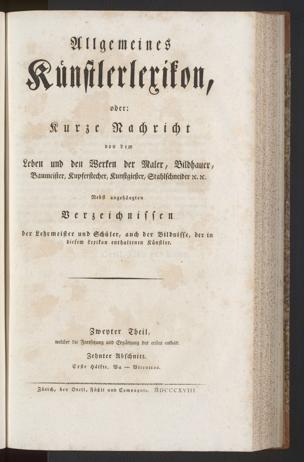 Allgemeines
Künstlerlexikon,
oder:
Kurze Nachricht
von dem
Leben und den Werken der Maler, Bildhauer,
Baumeister, Kupferstecher, Kunstgießer, Stahlschneider ꝛc. ꝛc.
Nebst angehängten
Verzeichnissen
der Lehrmeister und Schüler, auch der Bildnisse, der in
diesem Lexikon enthaltenen Künstler.
Zweyter Theil,
welcher die Fortsetzung und Ergänzung des ersten enthält.
Zehnter Abschnitt.
Erste Hälfte. Va —
Zürich, bey Orell, Füßli und Compagnie. MDCCCXVIII.